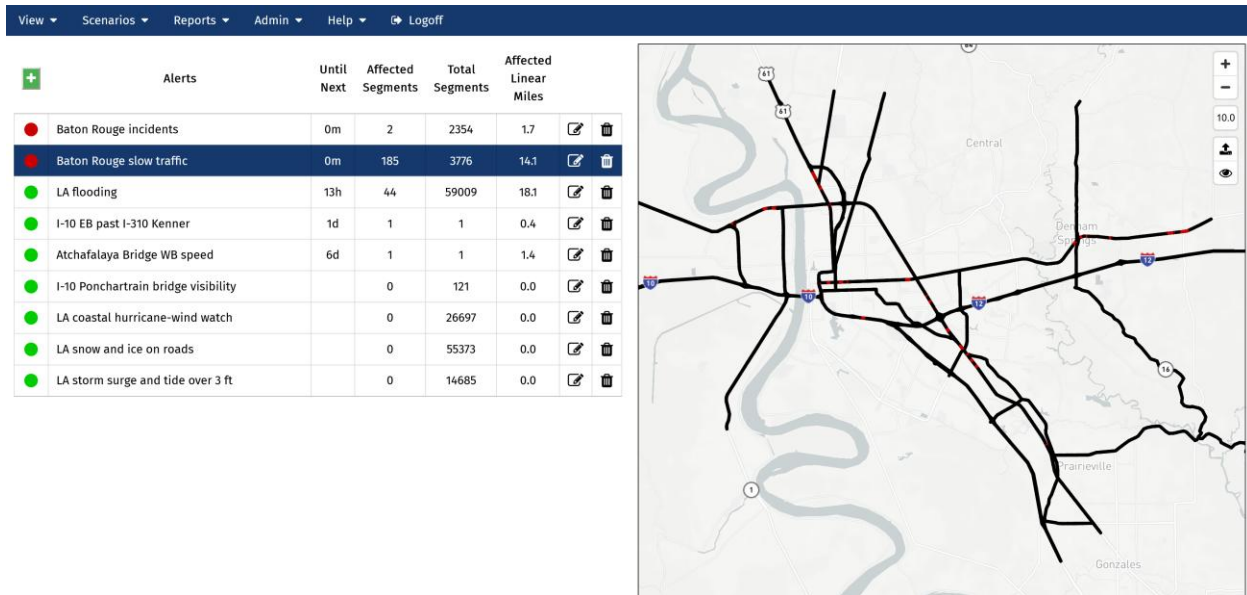 View Scenarios Reports Admin Help Logoff
Alerts Until Next Affected Segments Total Segments Affected Linear Miles
Baton Rouge incidents 0m 2 2354 1.7
Baton Rouge slow traffic 0m 185 3776 14.1
LA flooding 13h 44 59009 18.1
I-10 EB past I-310 Kenner 1d 1 1 0.4
Atchafalaya Bridge WB speed 6d 1 1 1.4
I-10 Ponchartrain bridge visibility 0 121 0.0
LA coastal hurricane-wind watch 0 26697 0.0
LA snow and ice on roads 0 55373 0.0
LA storm surge and tide over 3 ft 0 14685 0.0
64
61
61
+
−
10.0
Central
Denham
Springs
12
10
10
12
16
Prairieville
1
Gonzales